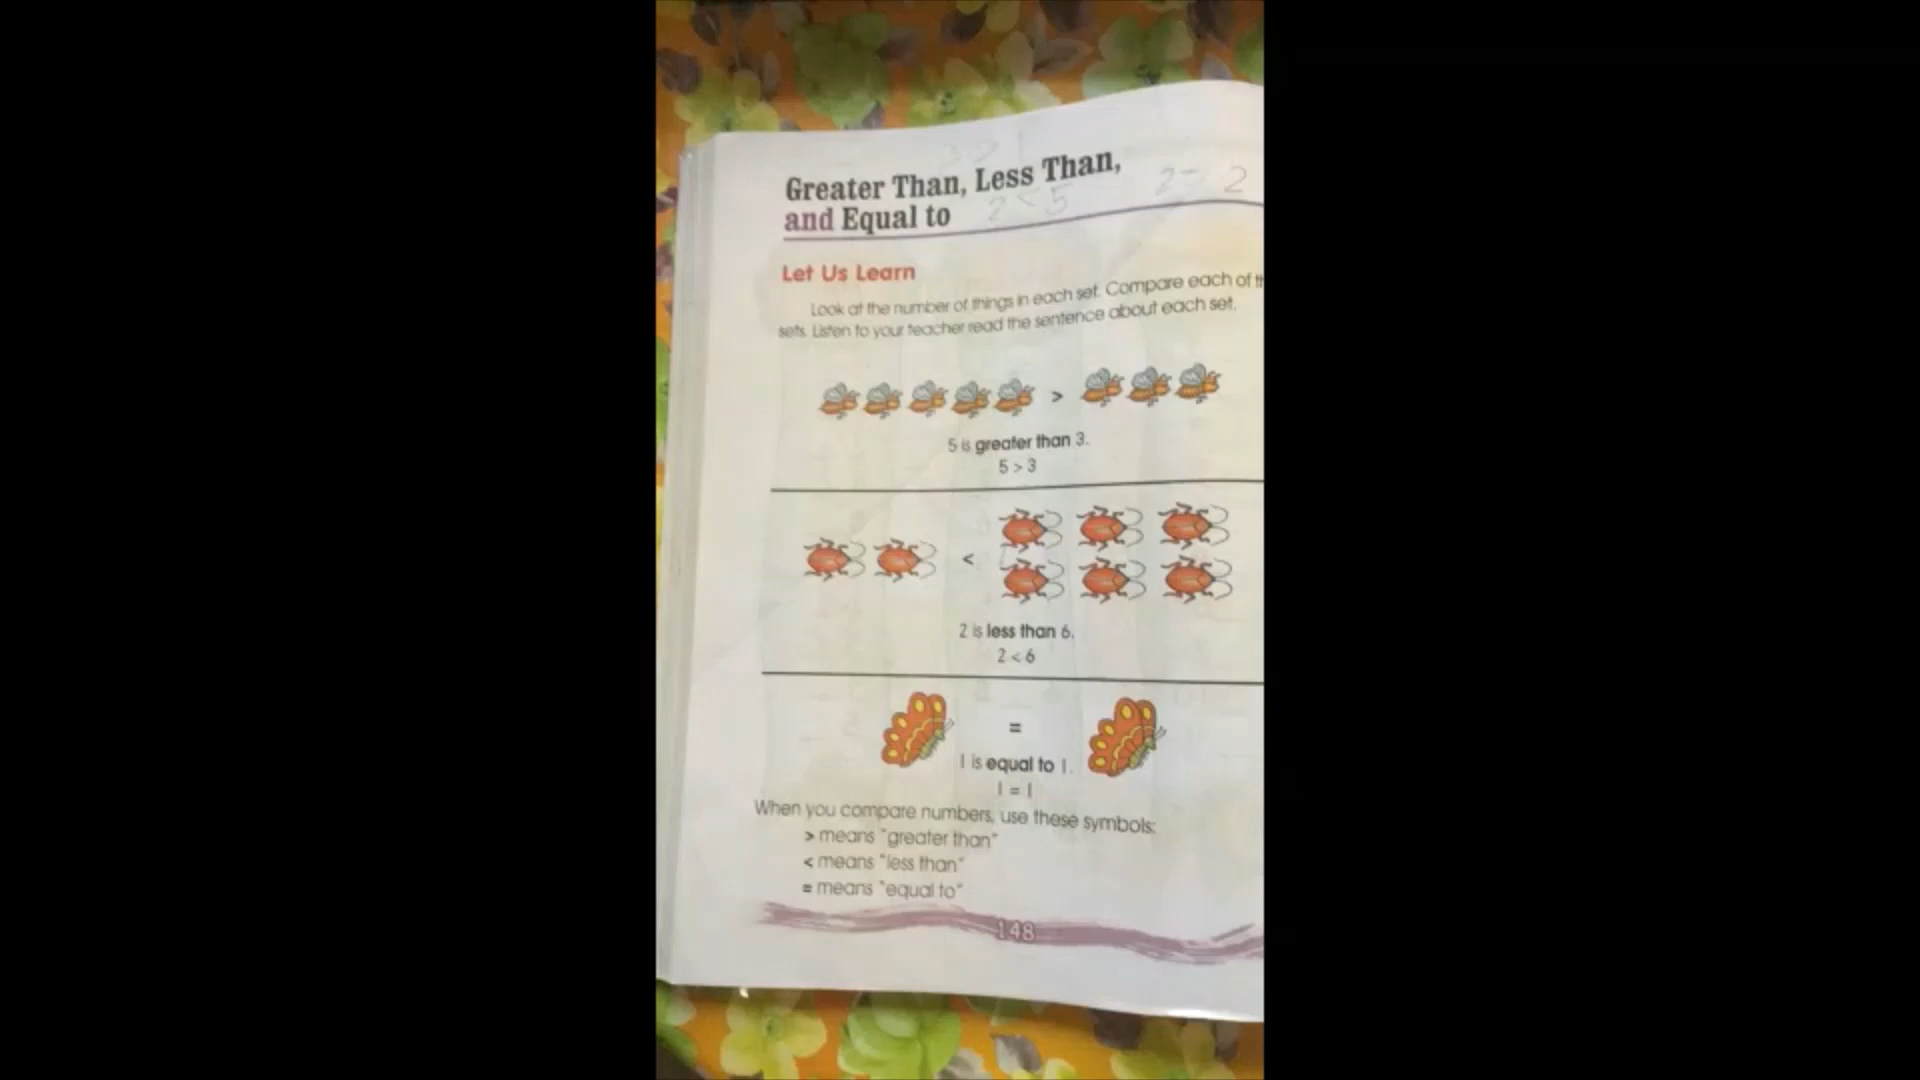 3 > 1
Greater Than, Less Than,
and Equal to
2 < 5
2 = 2
Let Us Learn
Look at the number of things in each set. Compare each of th
sets. Listen to your teacher read the sentence about each set.
>
5 is greater than 3.
5 > 3
<
2 is less than 6.
2 < 6
=
1 is equal to 1.
1 = 1
When you compare numbers, use these symbols:
> means "greater than"
< means "less than"
= means "equal to"
148